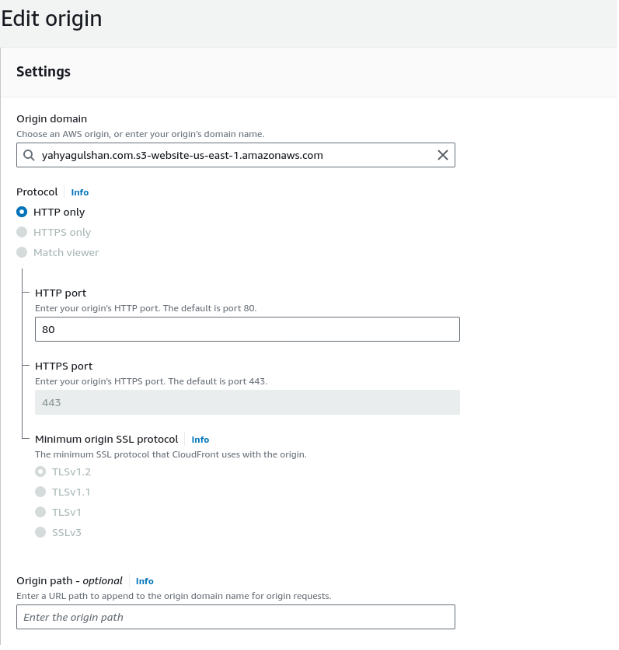 Edit origin
Settings
Origin domain
Choose an AWS origin, or enter your origin's domain name.
yahyagulshan.com.s3-website-us-east-1.amazonaws.com
Protocol Info
HTTP only
HTTPS only
Match viewer
HTTP port
Enter your origin's HTTP port. The default is port 80.
80
HTTPS port
Enter your origin's HTTPS port. The default is port 443.
443
Minimum origin SSL protocol Info
The minimum SSL protocol that CloudFront uses with the origin.
TLSv1.2
TLSv1.1
TLSv1
SSLv3
Origin path - optional Info
Enter a URL path to append to the origin domain name for origin requests.
Enter the origin path